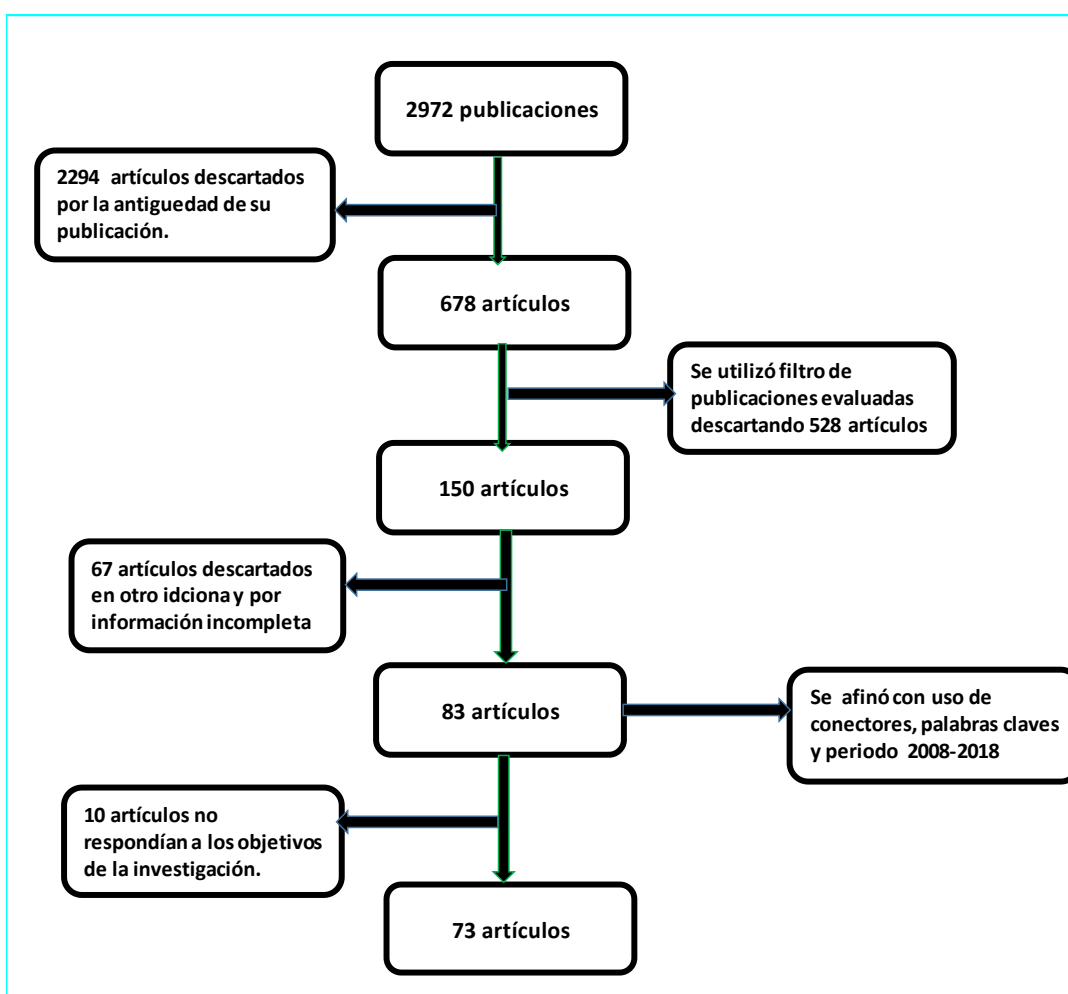 2972 publicaciones
2294 artículos descartados
por la antiguedad de su
publicación.
678 artículos
Se utilizó filtro de
publicaciones evaluadas
descartando 528 artículos
150 artículos
67 artículos descartados
en otro idciona y por
información incompleta
83 artículos
Se afinó con uso de
conectores, palabras claves
y periodo 2008-2018
10 artículos no
respondían a los objetivos
de la investigación.
73 artículos